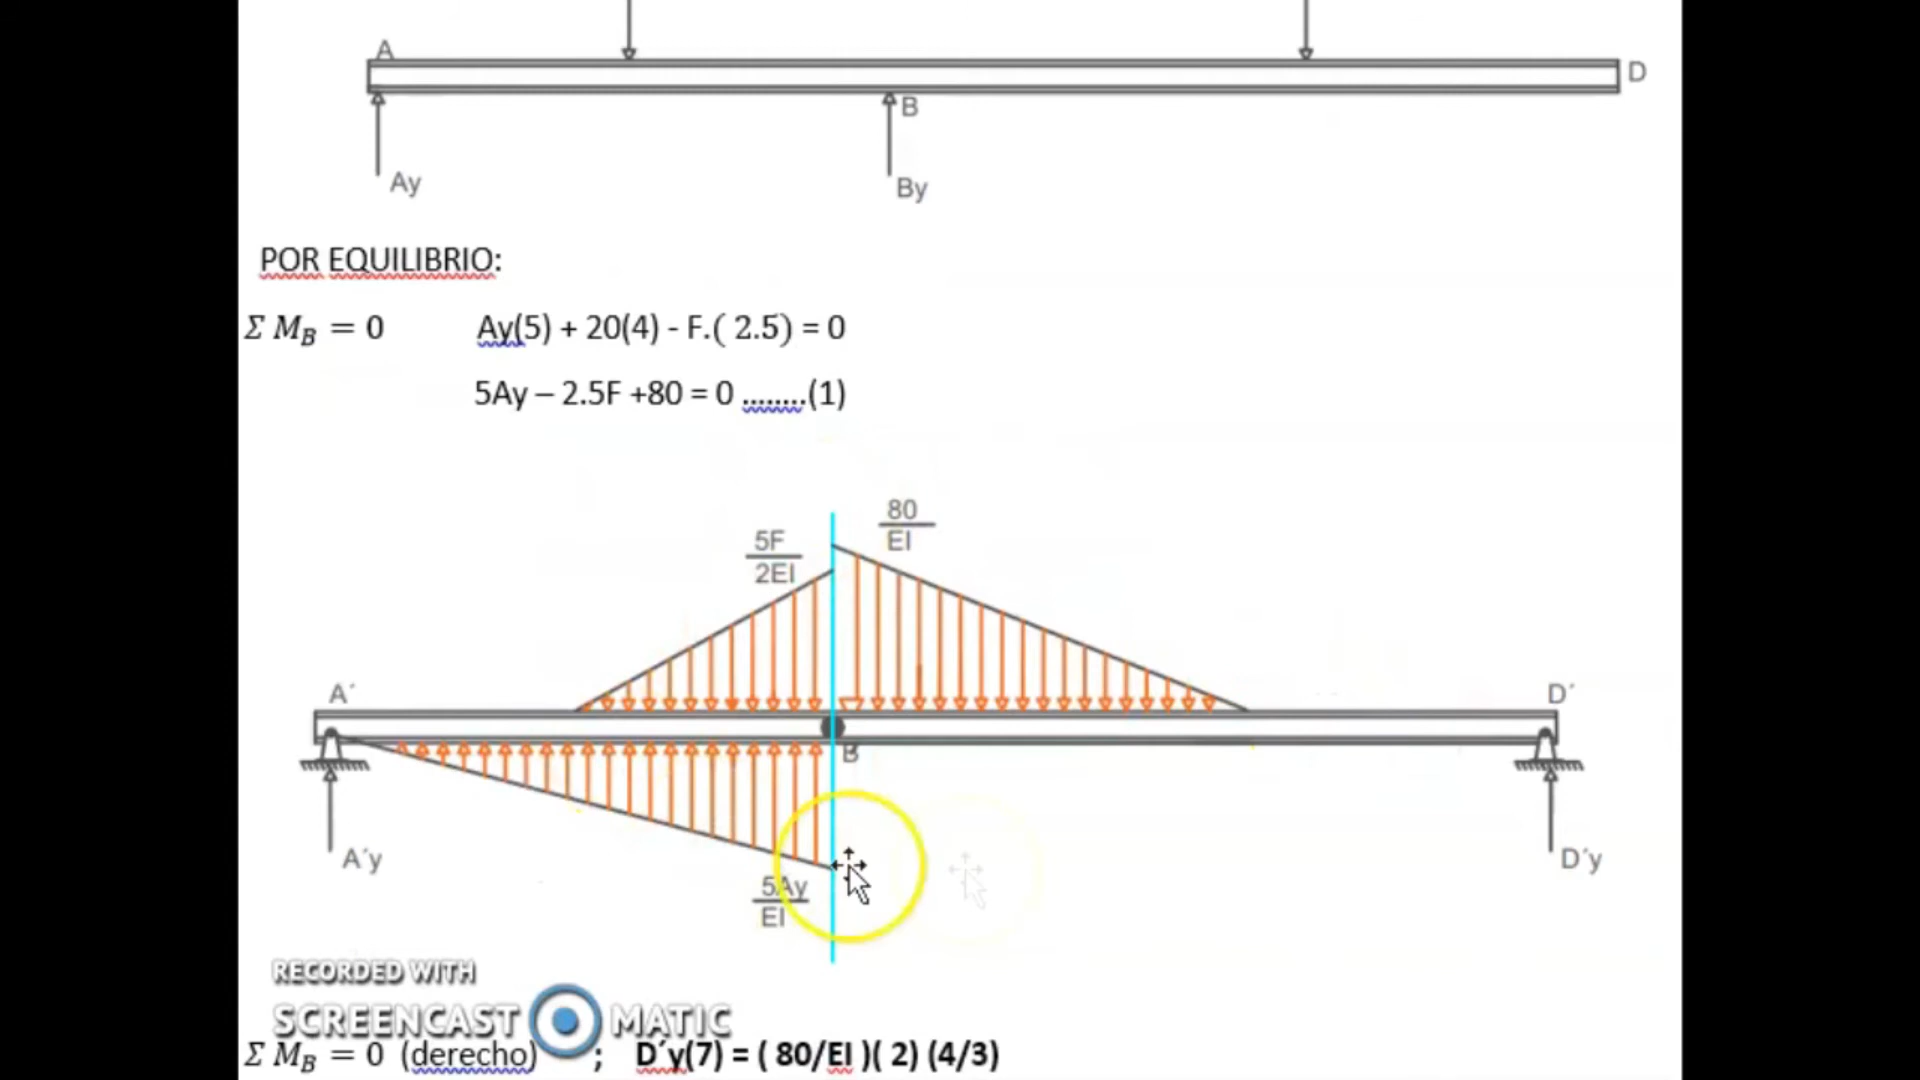 A
D
B
Ay
By
POR EQUILIBRIO:
Σ M_B = 0 Ay(5) + 20(4) - F.( 2.5) = 0
5Ay – 2.5F +80 = 0 ........(1)
80
EI
5F
2EI
A´
D´
B
A´y
D´y
5Ay
EI
RECORDED WITH
SCREENCAST MATIC
Σ M_B = 0 (derecho) ; D´y(7) = ( 80/EI )( 2) (4/3)